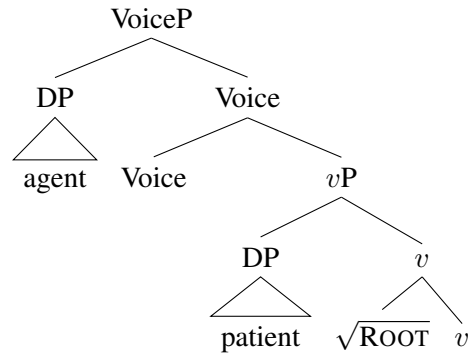 VoiceP
DP Voice
agent Voice vP
DP v
patient √ROOT v